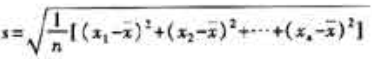 s=√(1/n[(x₁-x̄)²+(x₂-x̄)²+⋯+(xₙ-x̄)²])